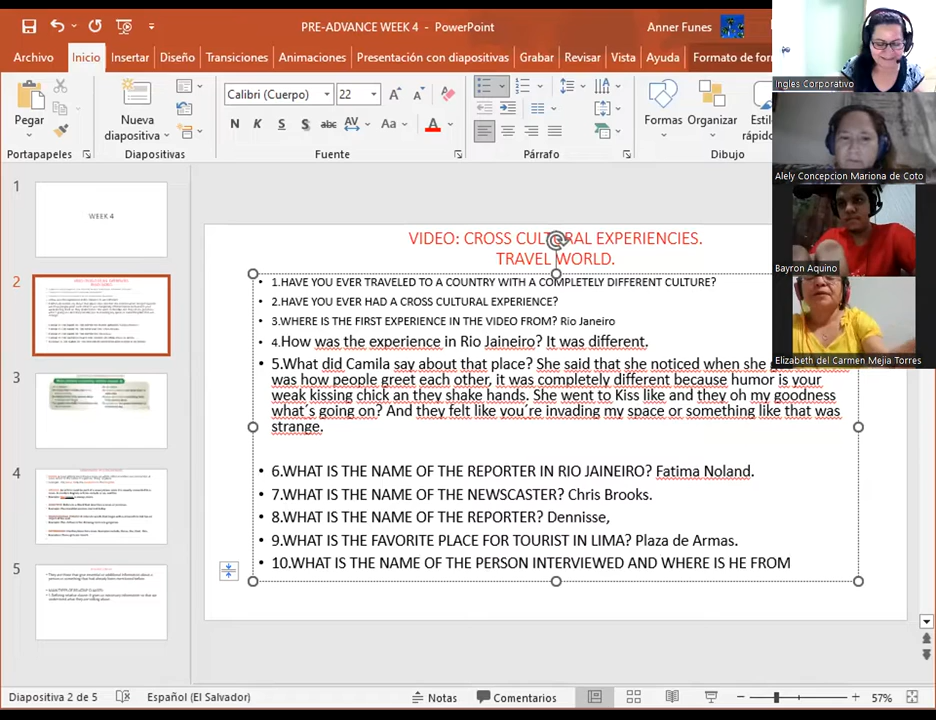 PRE-ADVANCE WEEK 4 - PowerPoint
Anner Funes
Archivo Inicio Insertar Diseño Transiciones Animaciones Presentación con diapositivas Grabar Revisar Vista Ayuda Formato de for
Pegar
Nueva diapositiva
Calibri (Cuerpo) 22
N K S S abc AV Aa A
Formas Organizar Estil rápido
Portapapeles Diapositivas Fuente Párrafo Dibujo
Ingles Corporativo
Alely Concepcion Mariona de Coto
Bayron Aquino
Elizabeth del Carmen Mejia Torres
1
WEEK 4
2
3
4
5
VIDEO: CROSS CULTURAL EXPERIENCIES.
TRAVEL WORLD.
• 1.HAVE YOU EVER TRAVELED TO A COUNTRY WITH A COMPLETELY DIFFERENT CULTURE?
• 2.HAVE YOU EVER HAD A CROSS CULTURAL EXPERIENCE?
• 3.WHERE IS THE FIRST EXPERIENCE IN THE VIDEO FROM? Rio Janeiro
• 4.How was the experience in Rio Jaineiro? It was different.
• 5.What did Camila say about that place? She said that she noticed when she
was how people greet each other, it was completely different because humor is your
weak kissing chick an they shake hands. She went to Kiss like and they oh my goodness
what´s going on? And they felt like you´re invading my space or something like that was
strange.
• 6.WHAT IS THE NAME OF THE REPORTER IN RIO JAINEIRO? Fatima Noland.
• 7.WHAT IS THE NAME OF THE NEWSCASTER? Chris Brooks.
• 8.WHAT IS THE NAME OF THE REPORTER? Dennisse,
• 9.WHAT IS THE FAVORITE PLACE FOR TOURIST IN LIMA? Plaza de Armas.
• 10.WHAT IS THE NAME OF THE PERSON INTERVIEWED AND WHERE IS HE FROM
Diapositiva 2 de 5 Español (El Salvador) Notas Comentarios 57%